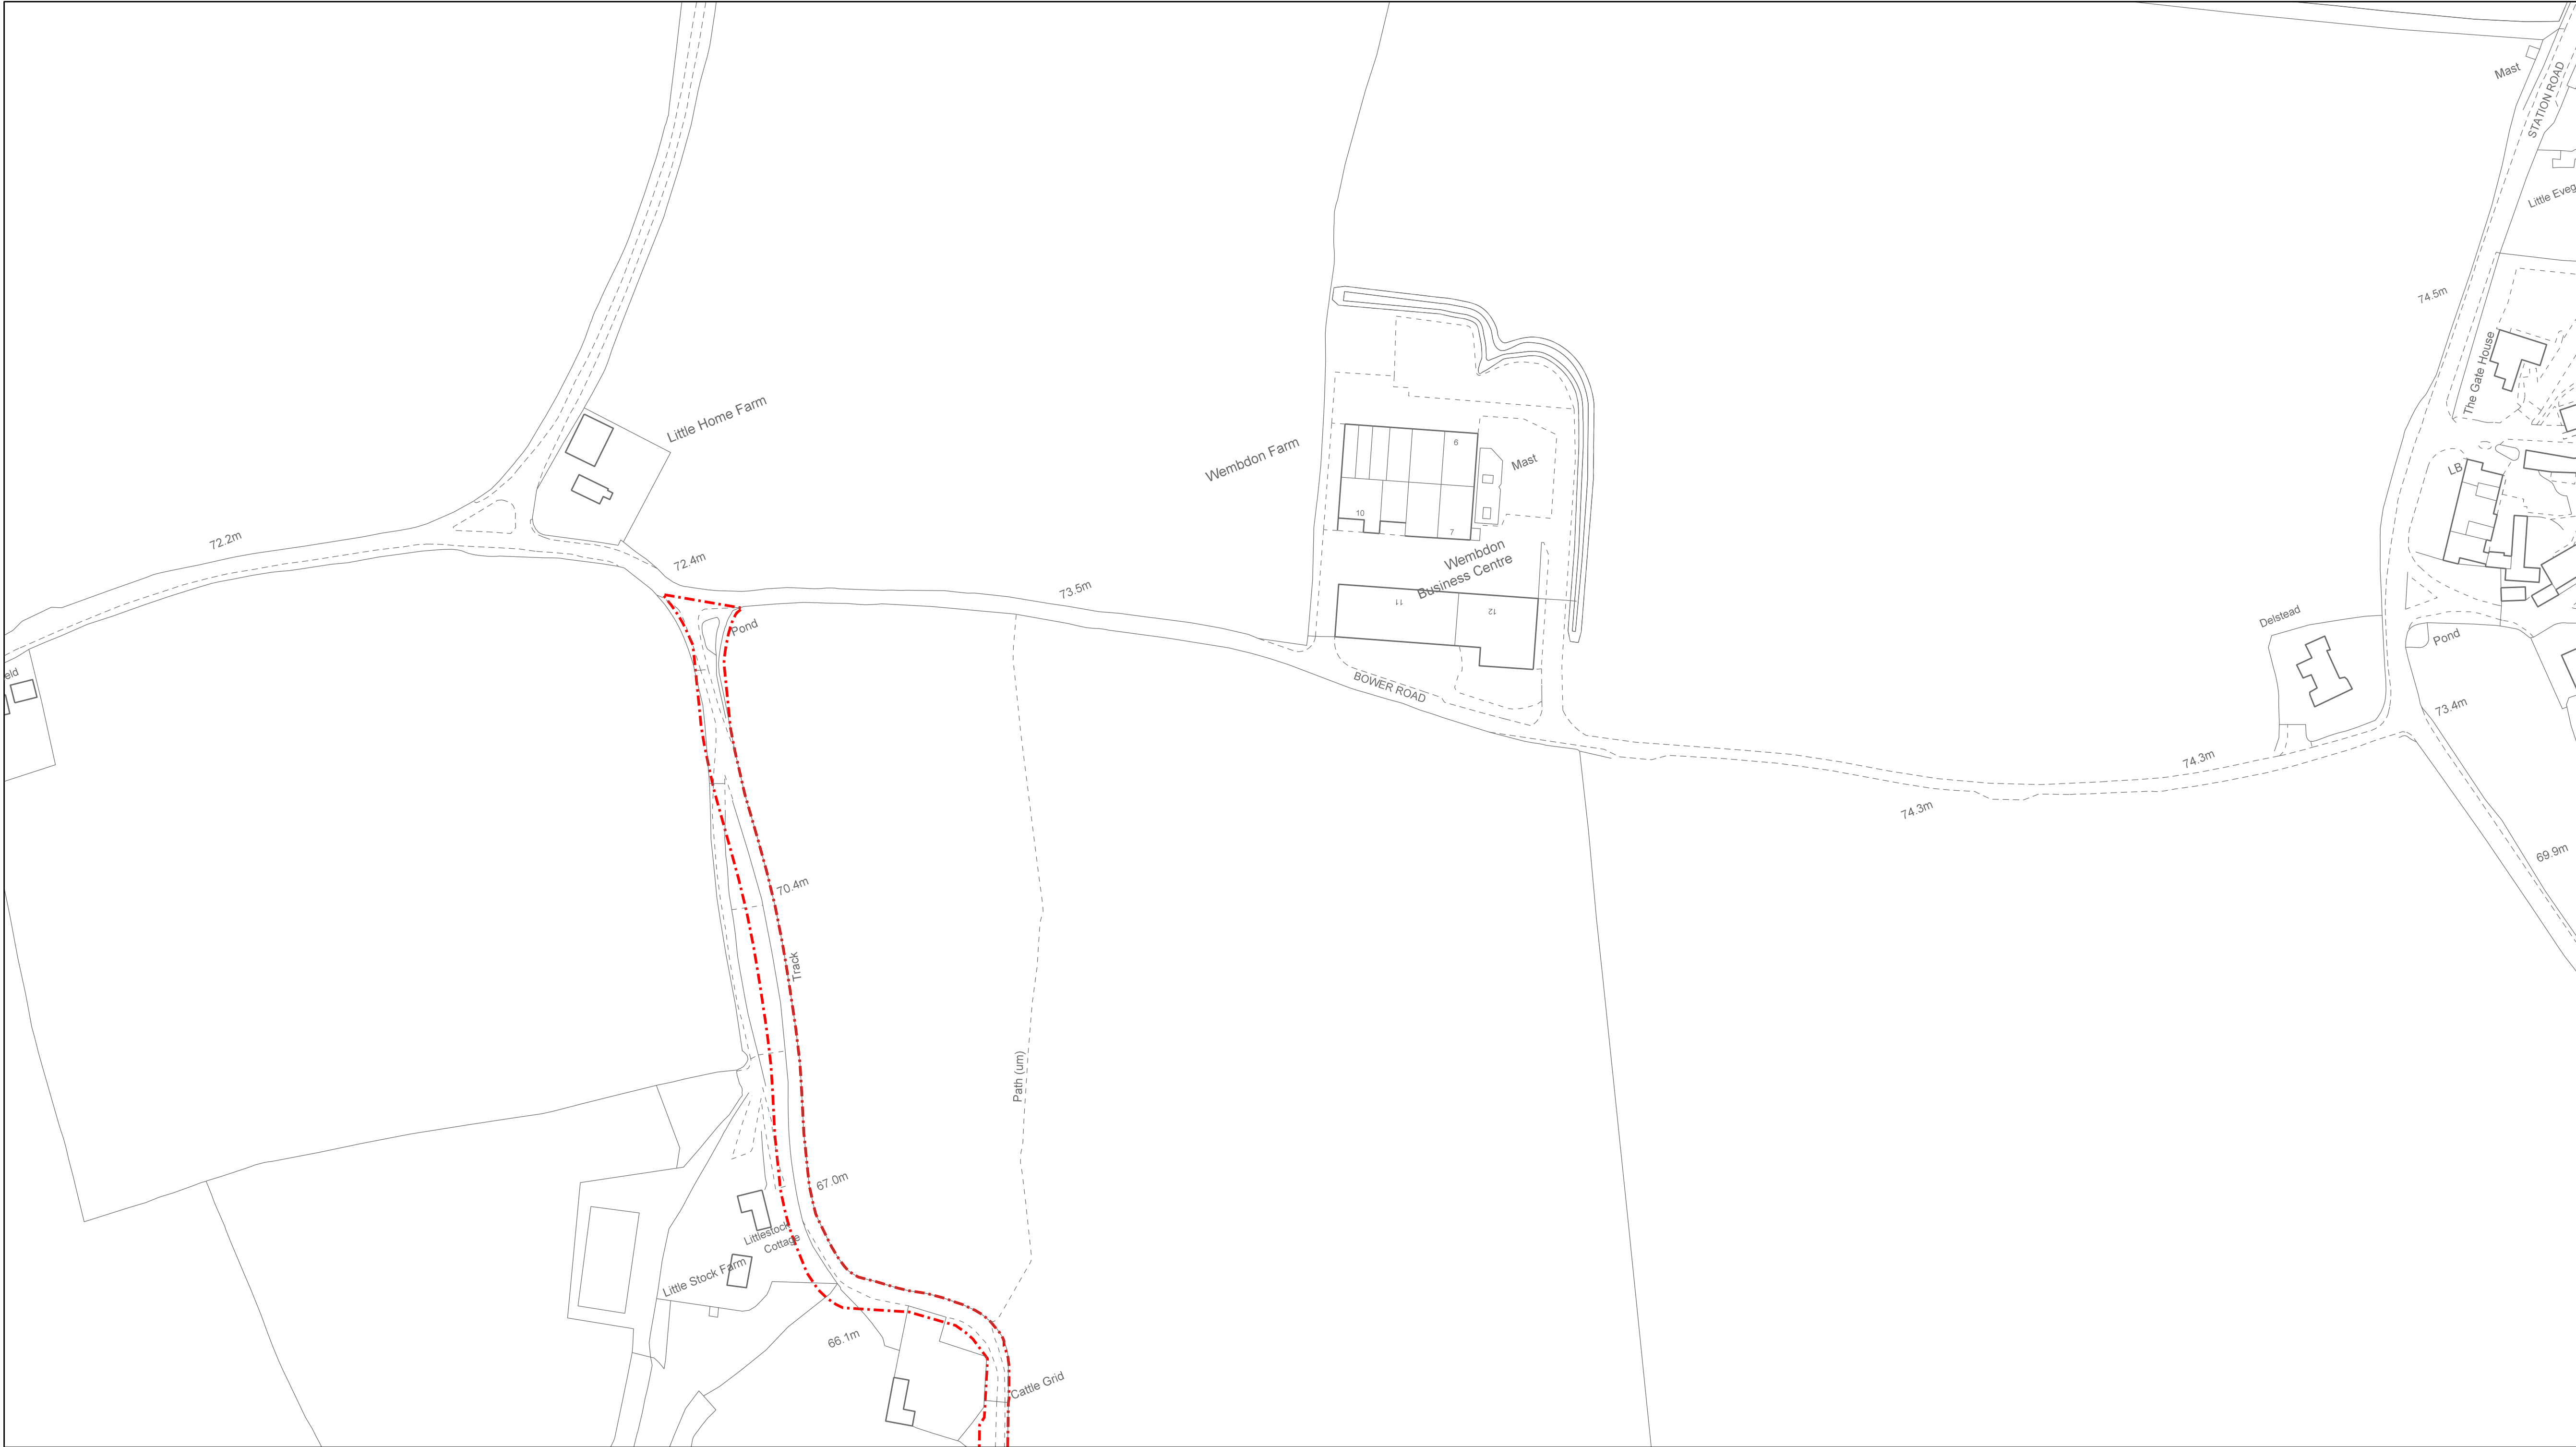 Mast
STATION ROAD
Little Eveg
74.5m
The Gate House
Little Home Farm
Wembdon Farm
6
Mast
LB
10
7
72.2m
72.4m
Wembdon
Business Centre
73.5m
11
12
Delstead
Pond
Pond
eld
BOWER ROAD
73.4m
74.3m
74.3m
69.9m
70.4m
Track
Path (um)
67.0m
Littlestock
Cottage
Little Stock Farm
66.1m
Cattle Grid